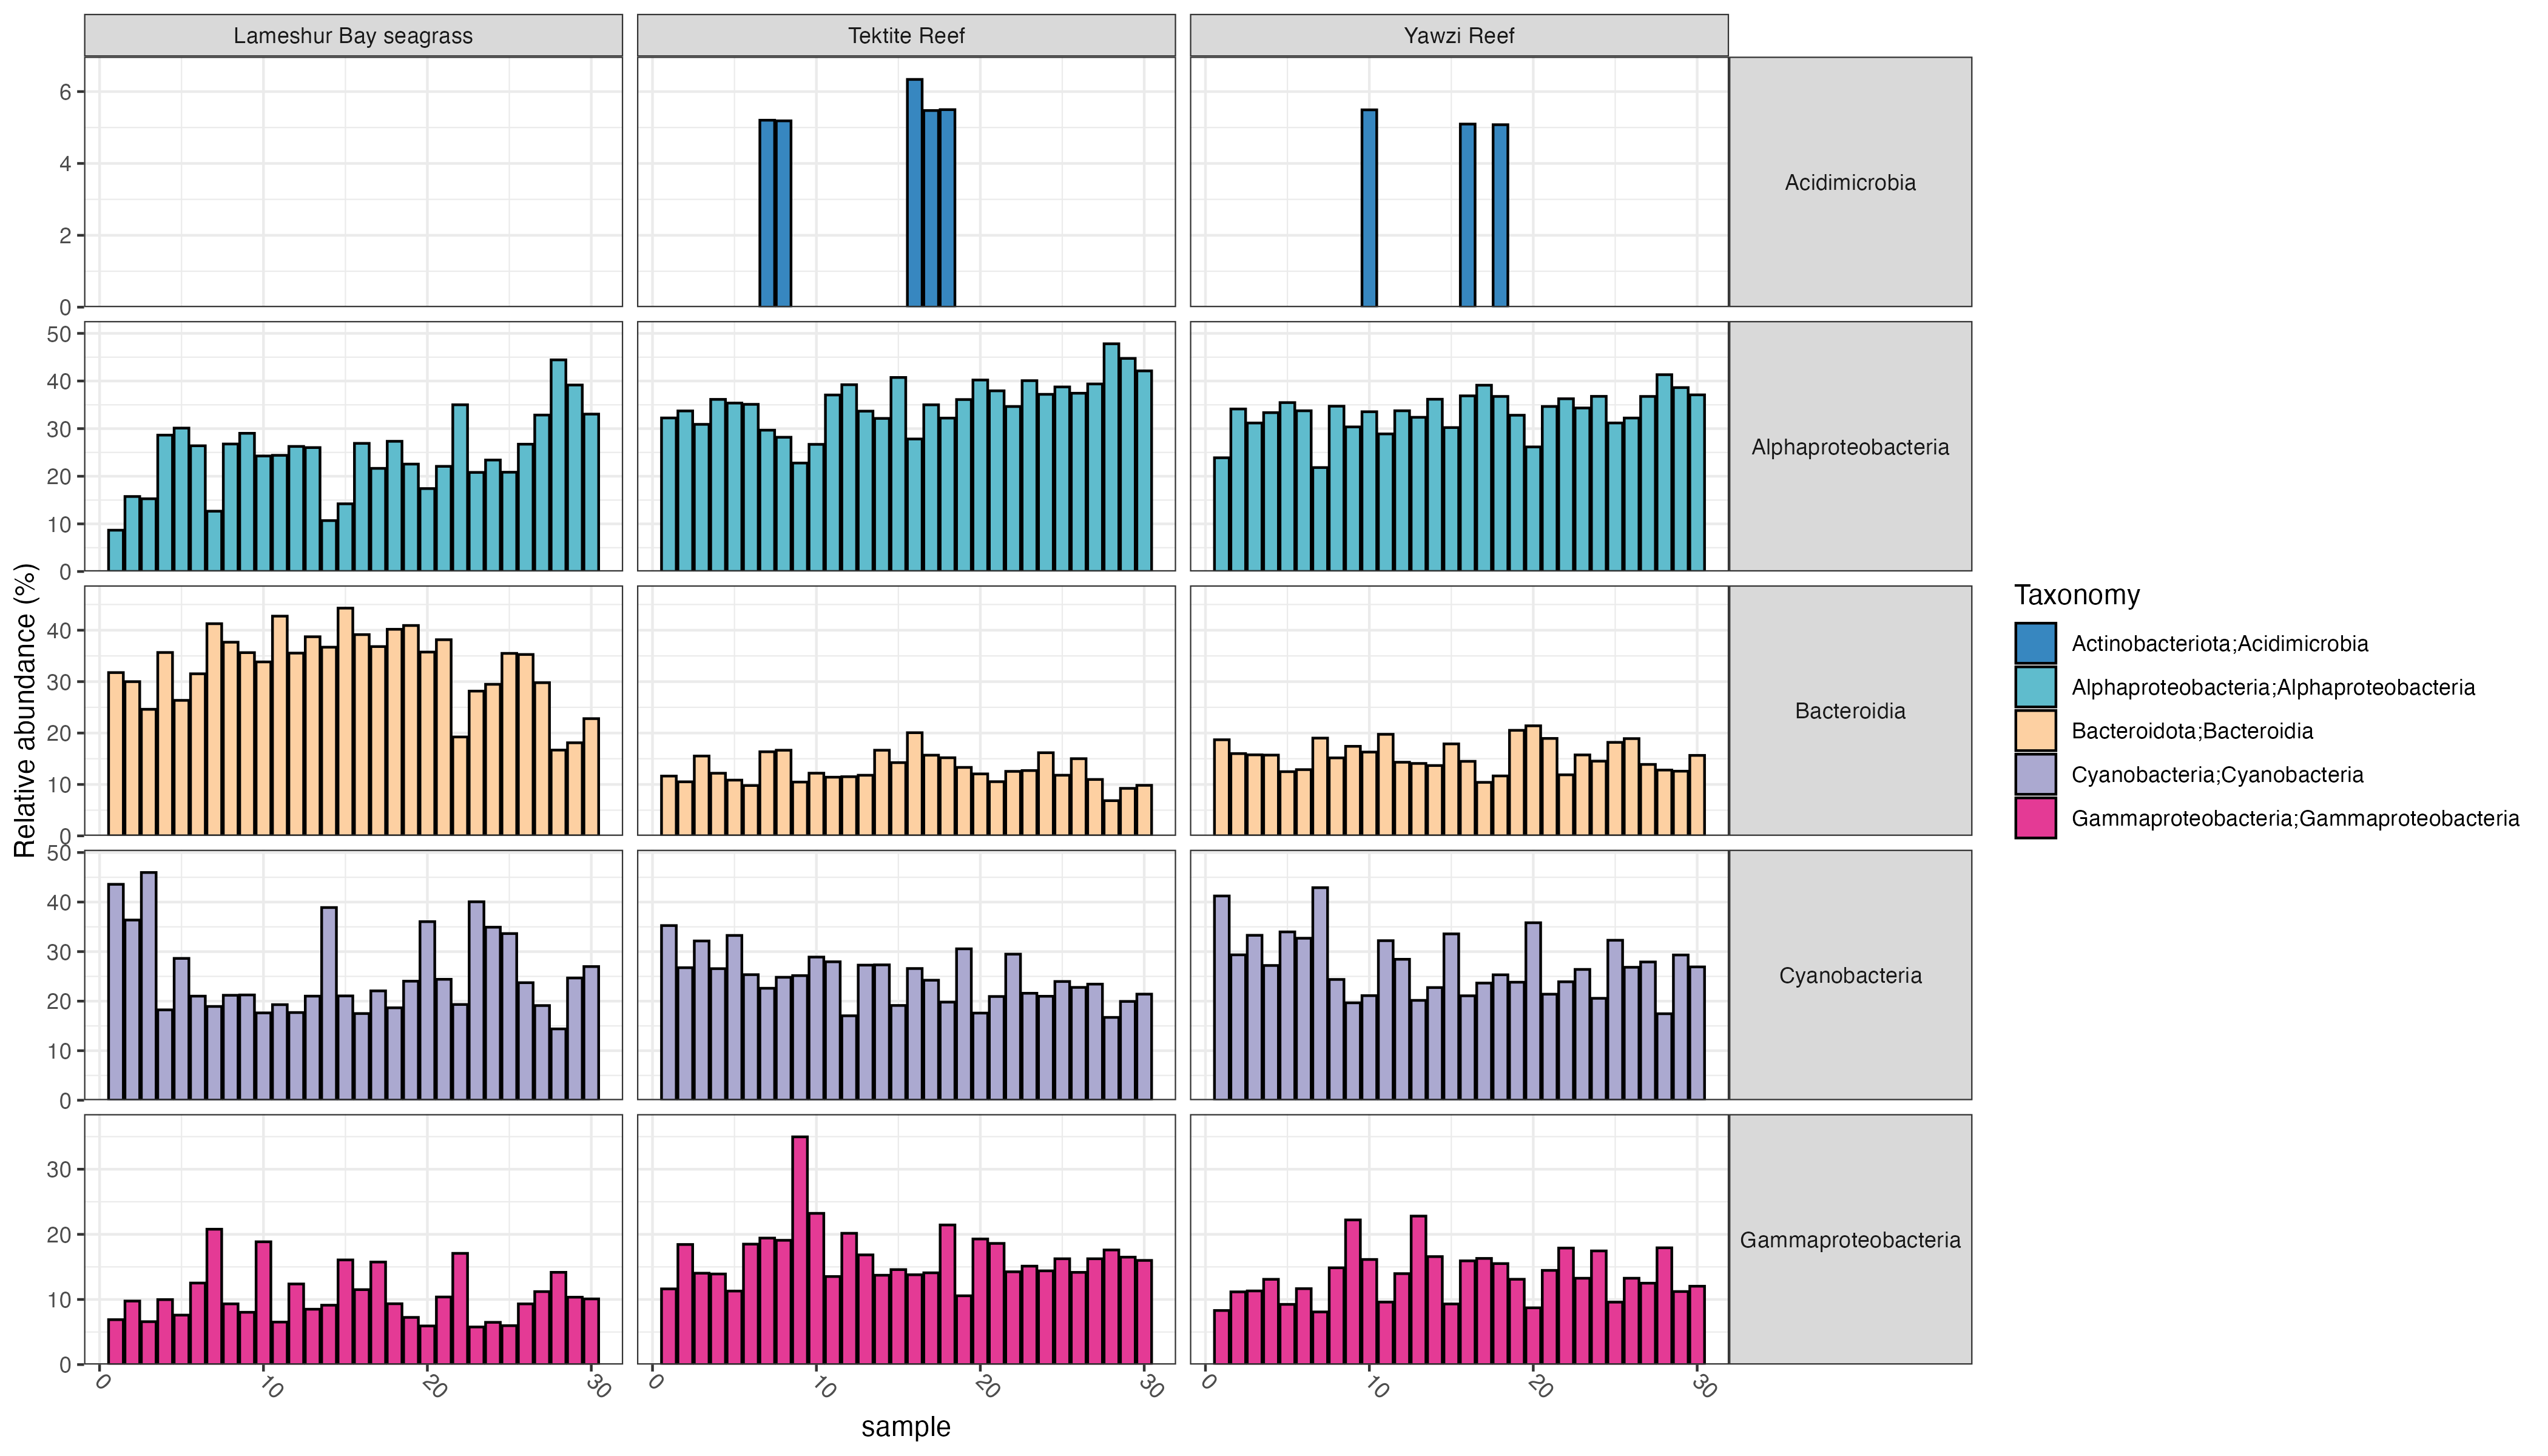 Lameshur Bay seagrass
Tektite Reef
Yawzi Reef
6
4
2
0
Acidimicrobia
50
40
30
20
10
0
Alphaproteobacteria
40
30
20
10
0
Bacteroidia
50
40
30
20
10
0
Cyanobacteria
30
20
10
0
Gammaproteobacteria
0 10 20 30
0 10 20 30
0 10 20 30
sample
Relative abundance (%)
Taxonomy
Actinobacteriota;Acidimicrobia
Alphaproteobacteria;Alphaproteobacteria
Bacteroidota;Bacteroidia
Cyanobacteria;Cyanobacteria
Gammaproteobacteria;Gammaproteobacteria